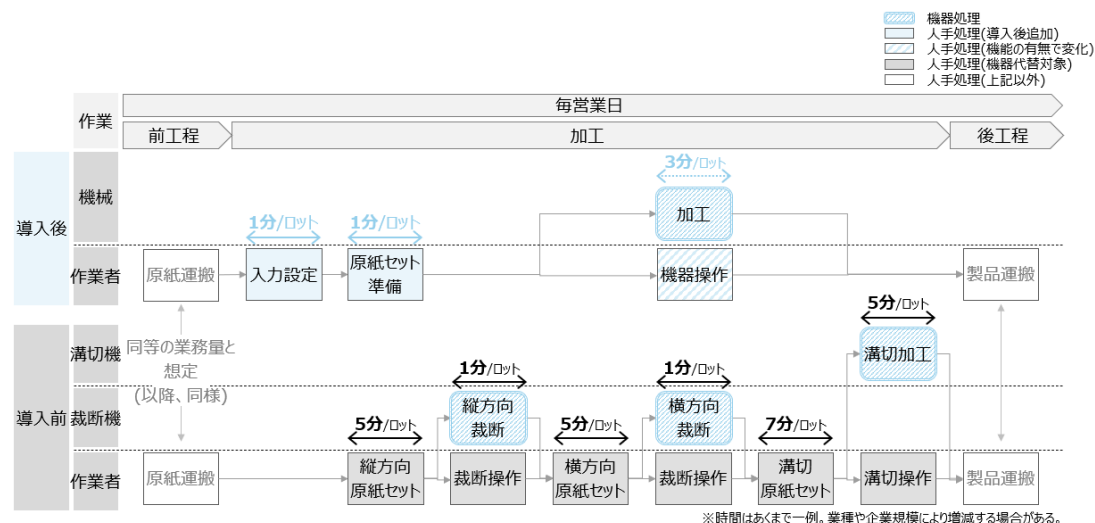 機器処理
人手処理(導入後追加)
人手処理(機能の有無で変化)
人手処理(機器代替対象)
人手処理(上記以外)
作業
毎営業日
前工程
加工
後工程
導入後
機械
3分/ロット
加工
1分/ロット
1分/ロット
作業者
原紙運搬
入力設定
原紙セット
準備
機器操作
製品運搬
導入前
溝切機
同等の業務量と
想定
(以降、同様)
5分/ロット
溝切加工
裁断機
1分/ロット
縦方向
裁断
1分/ロット
横方向
裁断
作業者
原紙運搬
5分/ロット
縦方向
原紙セット
裁断操作
5分/ロット
横方向
原紙セット
裁断操作
7分/ロット
溝切
原紙セット
溝切操作
製品運搬
※時間はあくまで一例。業種や企業規模により増減する場合がある。